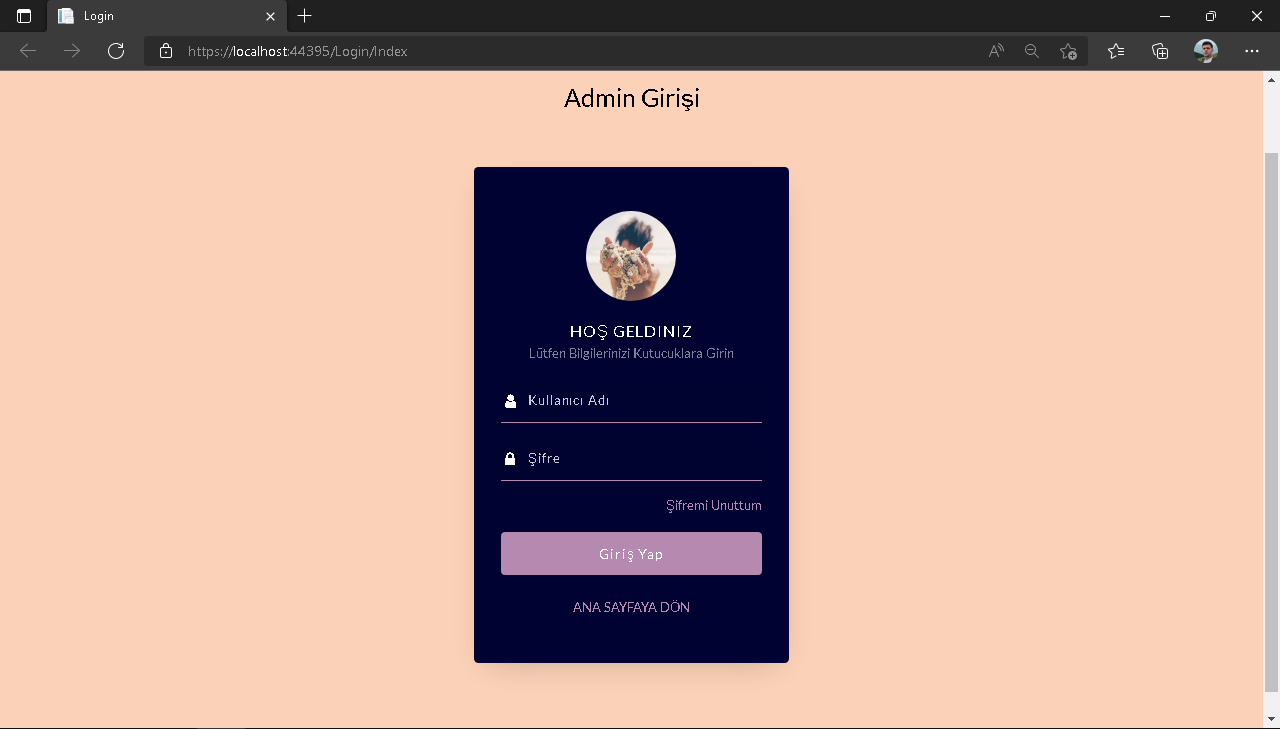 Login
https://localhost:44395/Login/Index
Admin Girişi
HOŞ GELDINIZ
Lütfen Bilgilerinizi Kutucuklara Girin
Kullanıcı Adı
Şifre
Şifremi Unuttum
Giriş Yap
ANA SAYFAYA DÖN